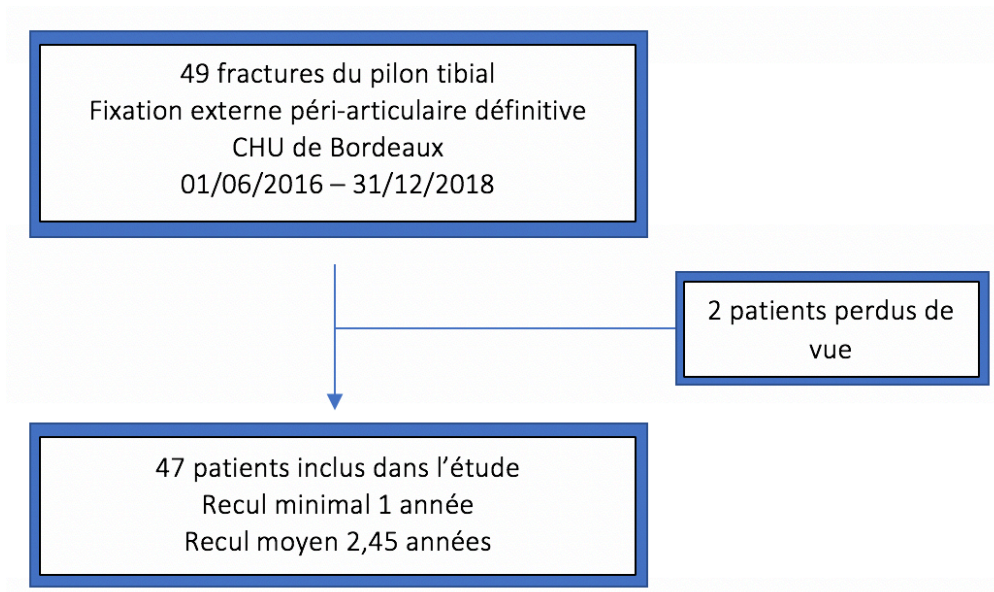 49 fractures du pilon tibial
Fixation externe péri-articulaire définitive
CHU de Bordeaux
01/06/2016 – 31/12/2018
2 patients perdus de
vue
47 patients inclus dans l’étude
Recul minimal 1 année
Recul moyen 2,45 années